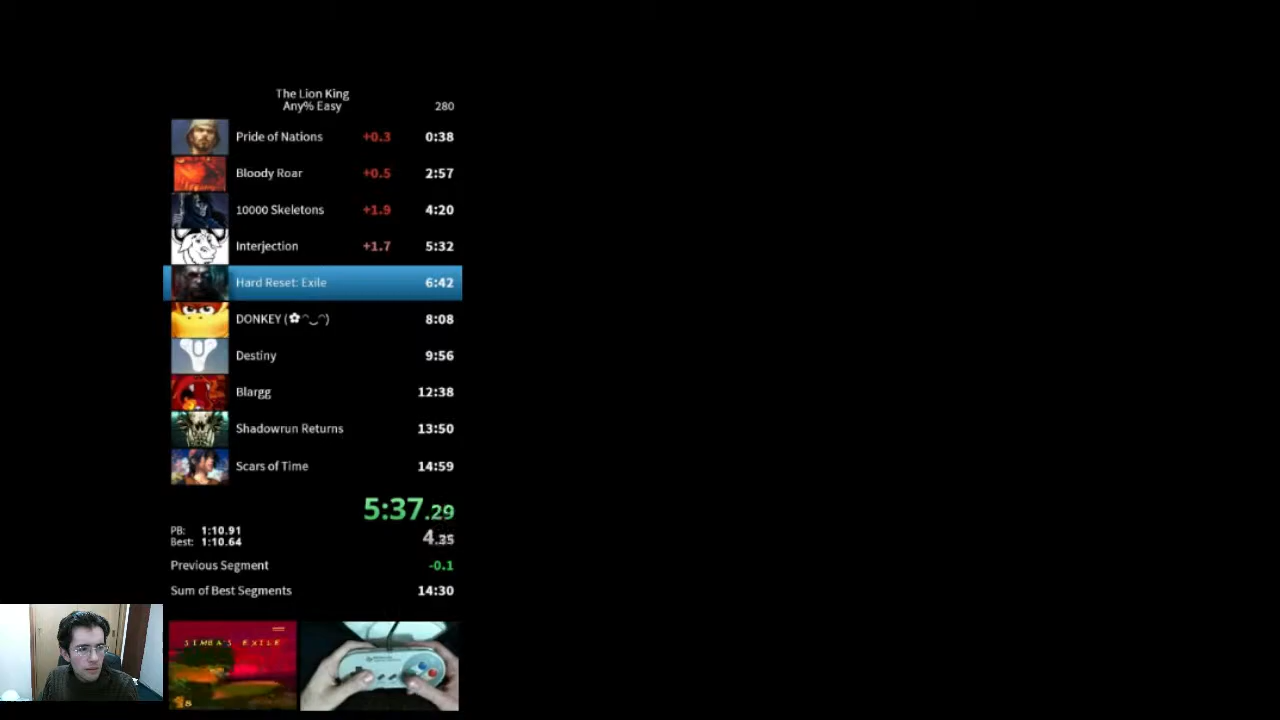 The Lion King
Any% Easy 280
Pride of Nations +0.3 0:38
Bloody Roar +0.5 2:57
10000 Skeletons +1.9 4:20
Interjection +1.7 5:32
Hard Reset: Exile 6:42
DONKEY (✿◠‿◠) 8:08
Destiny 9:56
Blargg 12:38
Shadowrun Returns 13:50
Scars of Time 14:59
5:37.29
PB: 1:10.91
Best: 1:10.64 4.35
Previous Segment -0.1
Sum of Best Segments 14:30
SIMBA'S EXILE